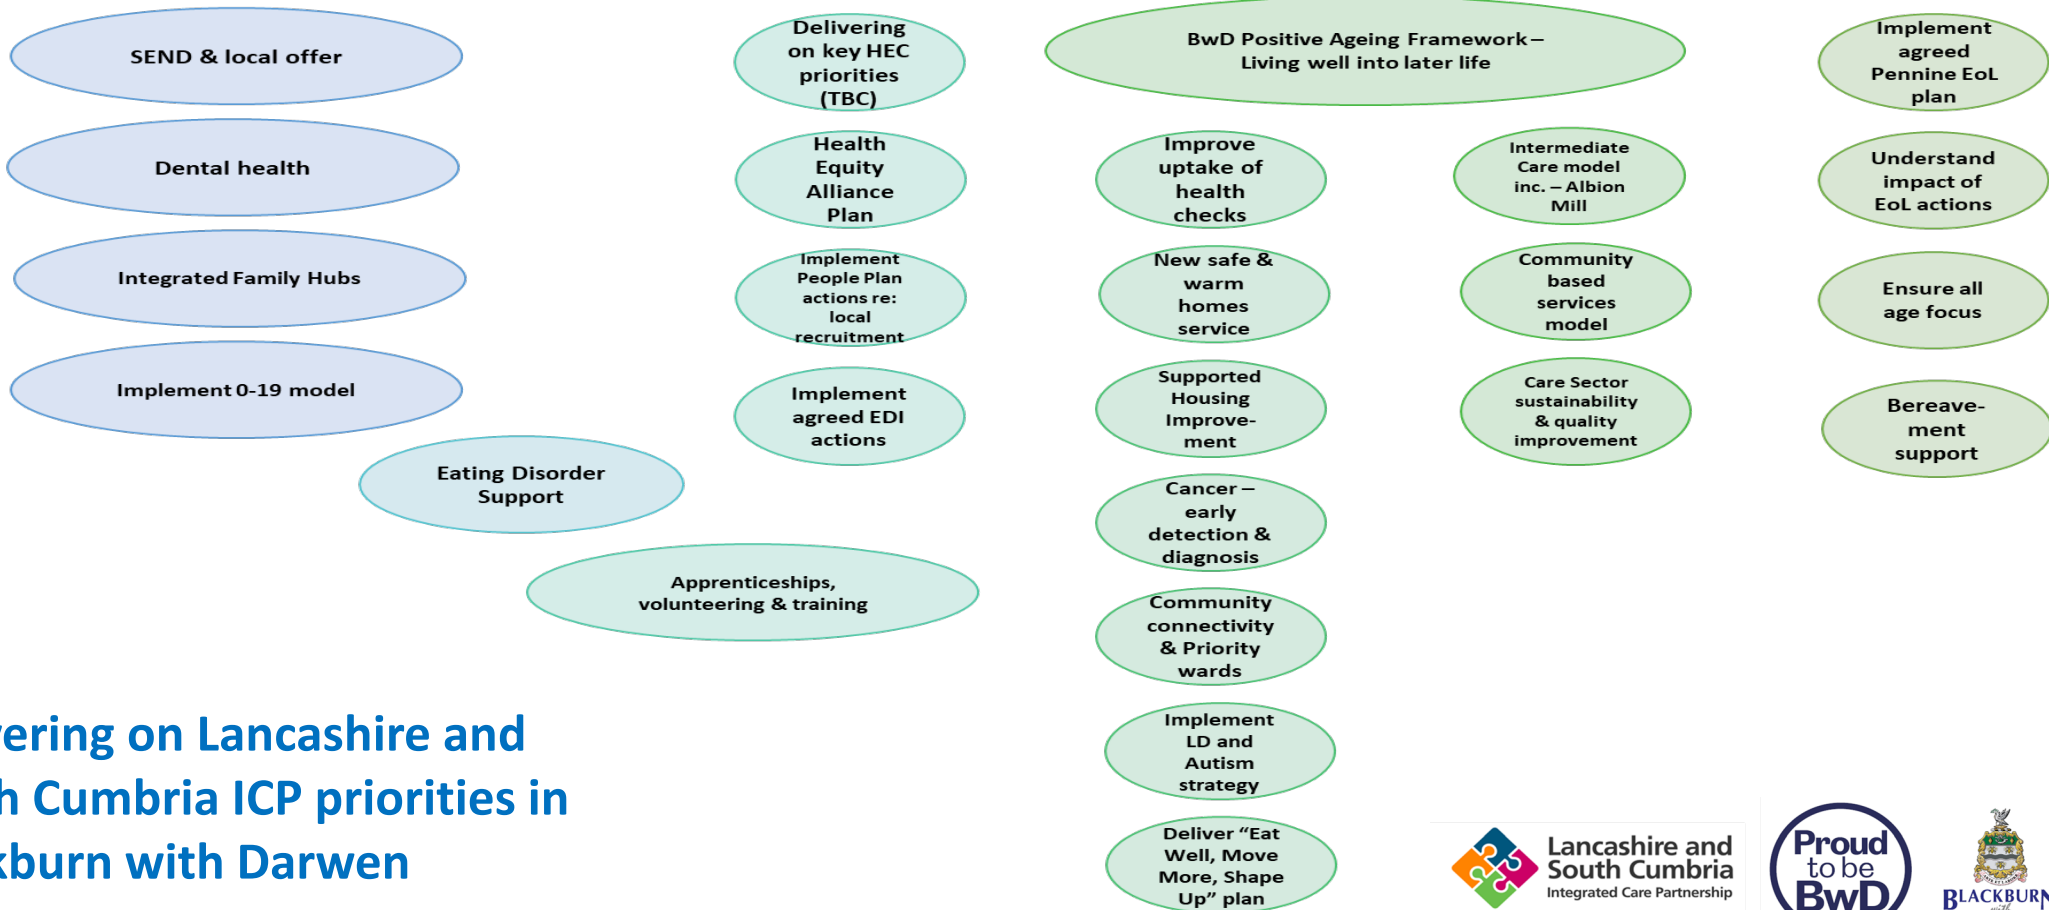 SEND & local offer
Dental health
Integrated Family Hubs
Implement 0-19 model
Eating Disorder
Support
Apprenticeships,
volunteering & training
Delivering
on key HEC
priorities
(TBC)
Health
Equity
Alliance
Plan
Implement
People Plan
actions re:
local
recruitment
Implement
agreed EDI
actions
BwD Positive Ageing Framework –
Living well into later life
Improve
uptake of
health
checks
New safe &
warm
homes
service
Supported
Housing
Improve-
ment
Cancer –
early
detection &
diagnosis
Community
connectivity
& Priority
wards
Implement
LD and
Autism
strategy
Deliver “Eat
Well, Move
More, Shape
Up” plan
Intermediate
Care model
inc. – Albion
Mill
Community
based
services
model
Care Sector
sustainability
& quality
improvement
Implement
agreed
Pennine EoL
plan
Understand
impact of
EoL actions
Ensure all
age focus
Bereave-
ment
support
ering on Lancashire and
h Cumbria ICP priorities in
kburn with Darwen
Lancashire and
South Cumbria
Integrated Care Partnership
Proud
to be
BwD
BLACKBURN
with